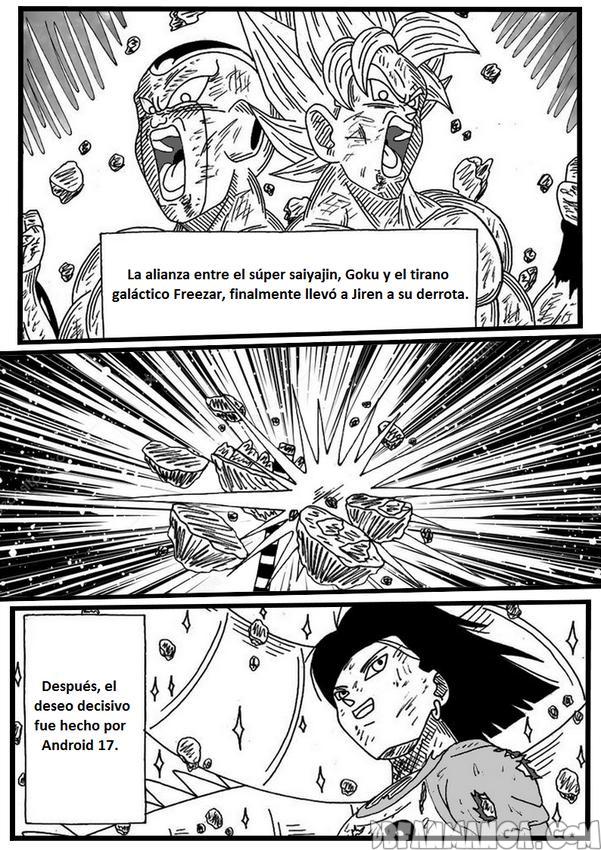 La alianza entre el súper saiyajin, Goku y el tirano
galáctico Freezar, finalmente llevó a Jiren a su derrota.
Después, el
deseo decisivo
fue hecho por
Android 17.